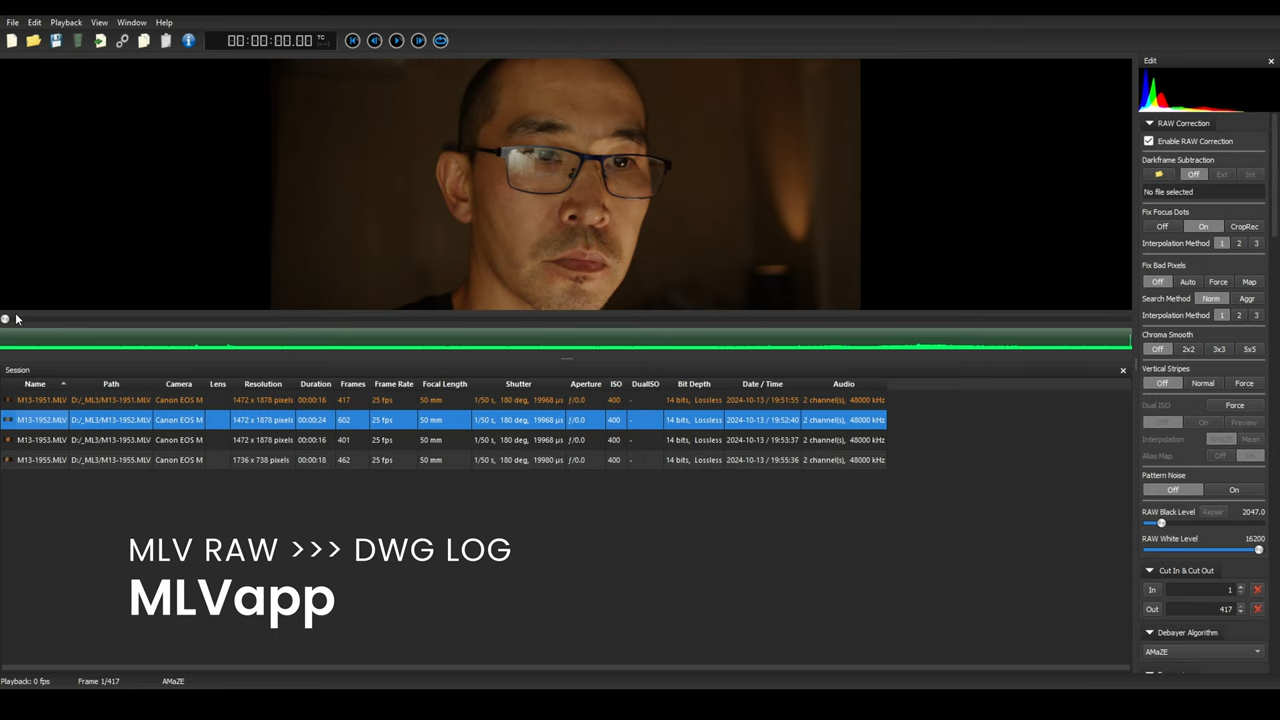 File Edit Playback View Window Help
00:00:00.00 TC
Edit
RAW Correction
Enable RAW Correction
Darkframe Subtraction
Off Ext Int
No file selected
Fix Focus Dots
Off On CropRec
Interpolation Method 1 2 3
Fix Bad Pixels
Off Auto Force Map
Search Method Norm Aggr
Interpolation Method 1 2 3
Chroma Smooth
Off 2x2 3x3 5x5
Vertical Stripes
Off Normal Force
Dual ISO Force
Off On Preview
Interpolation AMaZE Mean
Alias Map Off On
Pattern Noise
Off On
RAW Black Level Repair 2047.0
RAW White Level 16200
Cut In & Cut Out
In 1
Out 417
Debayer Algorithm
AMaZE
Session
Name Path Camera Lens Resolution Duration Frames Frame Rate Focal Length Shutter Aperture ISO DualISO Bit Depth Date / Time Audio
M13-1951.MLV D:/_ML3/M13-1951.MLV Canon EOS M 1472 x 1878 pixels 00:00:16 417 25 fps 50 mm 1/50 s, 180 deg, 19968 µs ƒ/0.0 400 - 14 bits, Lossless 2024-10-13 / 19:51:55 2 channel(s), 48000 kHz
M13-1952.MLV D:/_ML3/M13-1952.MLV Canon EOS M 1472 x 1878 pixels 00:00:24 602 25 fps 50 mm 1/50 s, 180 deg, 19968 µs ƒ/0.0 400 - 14 bits, Lossless 2024-10-13 / 19:52:40 2 channel(s), 48000 kHz
M13-1953.MLV D:/_ML3/M13-1953.MLV Canon EOS M 1472 x 1878 pixels 00:00:16 401 25 fps 50 mm 1/50 s, 180 deg, 19968 µs ƒ/0.0 400 - 14 bits, Lossless 2024-10-13 / 19:53:37 2 channel(s), 48000 kHz
M13-1955.MLV D:/_ML3/M13-1955.MLV Canon EOS M 1736 x 738 pixels 00:00:18 462 25 fps 50 mm 1/50 s, 180 deg, 19980 µs ƒ/0.0 400 - 14 bits, Lossless 2024-10-13 / 19:55:36 2 channel(s), 48000 kHz
MLV RAW >>> DWG LOG
MLVapp
Playback: 0 fps Frame 1/417 AMaZE